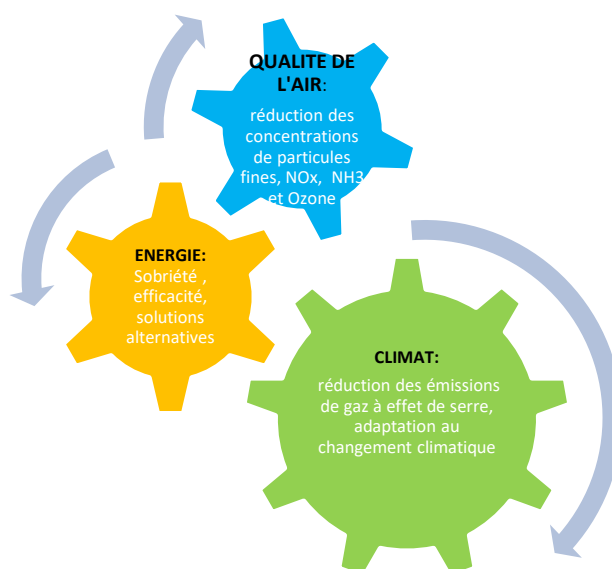 QUALITE DE
L'AIR:
réduction des
concentrations
de particules
fines, NOx, NH3
et Ozone
ENERGIE:
Sobriété ,
efficacité,
solutions
alternatives
CLIMAT:
réduction des émissions
de gaz à effet de serre,
adaptation au
changement climatique